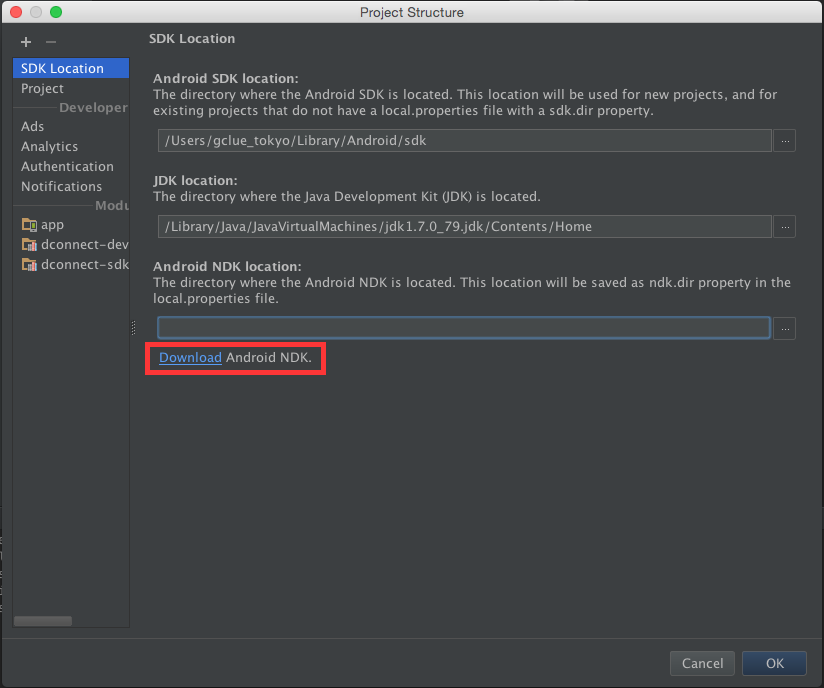 Project Structure
SDK Location
Project
Developer
Ads
Analytics
Authentication
Notifications
app
dconnect-dev
dconnect-sdk
SDK Location
Android SDK location:
The directory where the Android SDK is located. This location will be used for new projects, and for
existing projects that do not have a local.properties file with a sdk.dir property.
/Users/gclue_tokyo/Library/Android/sdk
...
JDK location:
The directory where the Java Development Kit (JDK) is located.
/Library/Java/JavaVirtualMachines/jdk1.7.0_79.jdk/Contents/Home
...
Android NDK location:
The directory where the Android NDK is located. This location will be saved as ndk.dir property in the
local.properties file.
...
Download Android NDK.
Cancel
OK